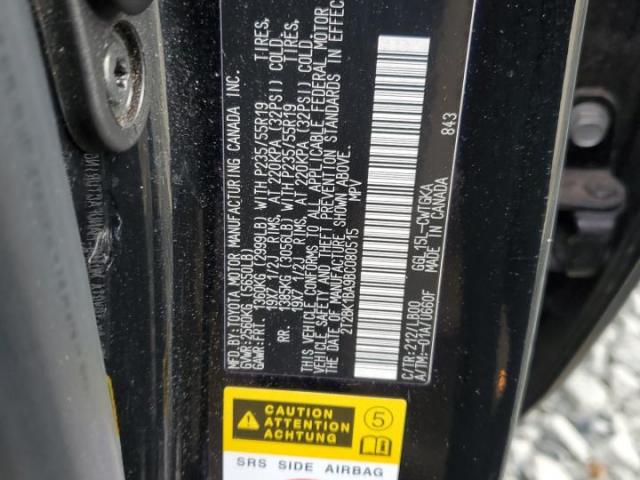 MFD.BY:TOYOTA MOTOR MANUFACTURING CANADA INC.
GVWR:2560KG(5650LB)
GAWR:FRT. 1360KG (2999LB) WITH P235/55R19 TIRES,
19X7 1/2J RIMS, AT 220KPA (32PSI) COLD.
RR. 1385KG (3056LB) WITH P235/55R19 TIRES,
19X7 1/2J RIMS, AT 220KPA (32PSI) COLD.
THIS VEHICLE CONFORMS TO ALL APPLICABLE FEDERAL MOTOR
VEHICLE SAFETY AND THEFT PREVENTION STANDARDS IN EFFECT
ON THE DATE OF MANUFACTURE SHOWN ABOVE.
2T2BK1BA9BC080515 MPV
C/TR:212/LB00 GGL15L-CWTGKA
A/TM:-01A/U660F MADE IN CANADA 843
CAUTION
ATTENTION
ACHTUNG
5
SRS SIDE AIRBAG